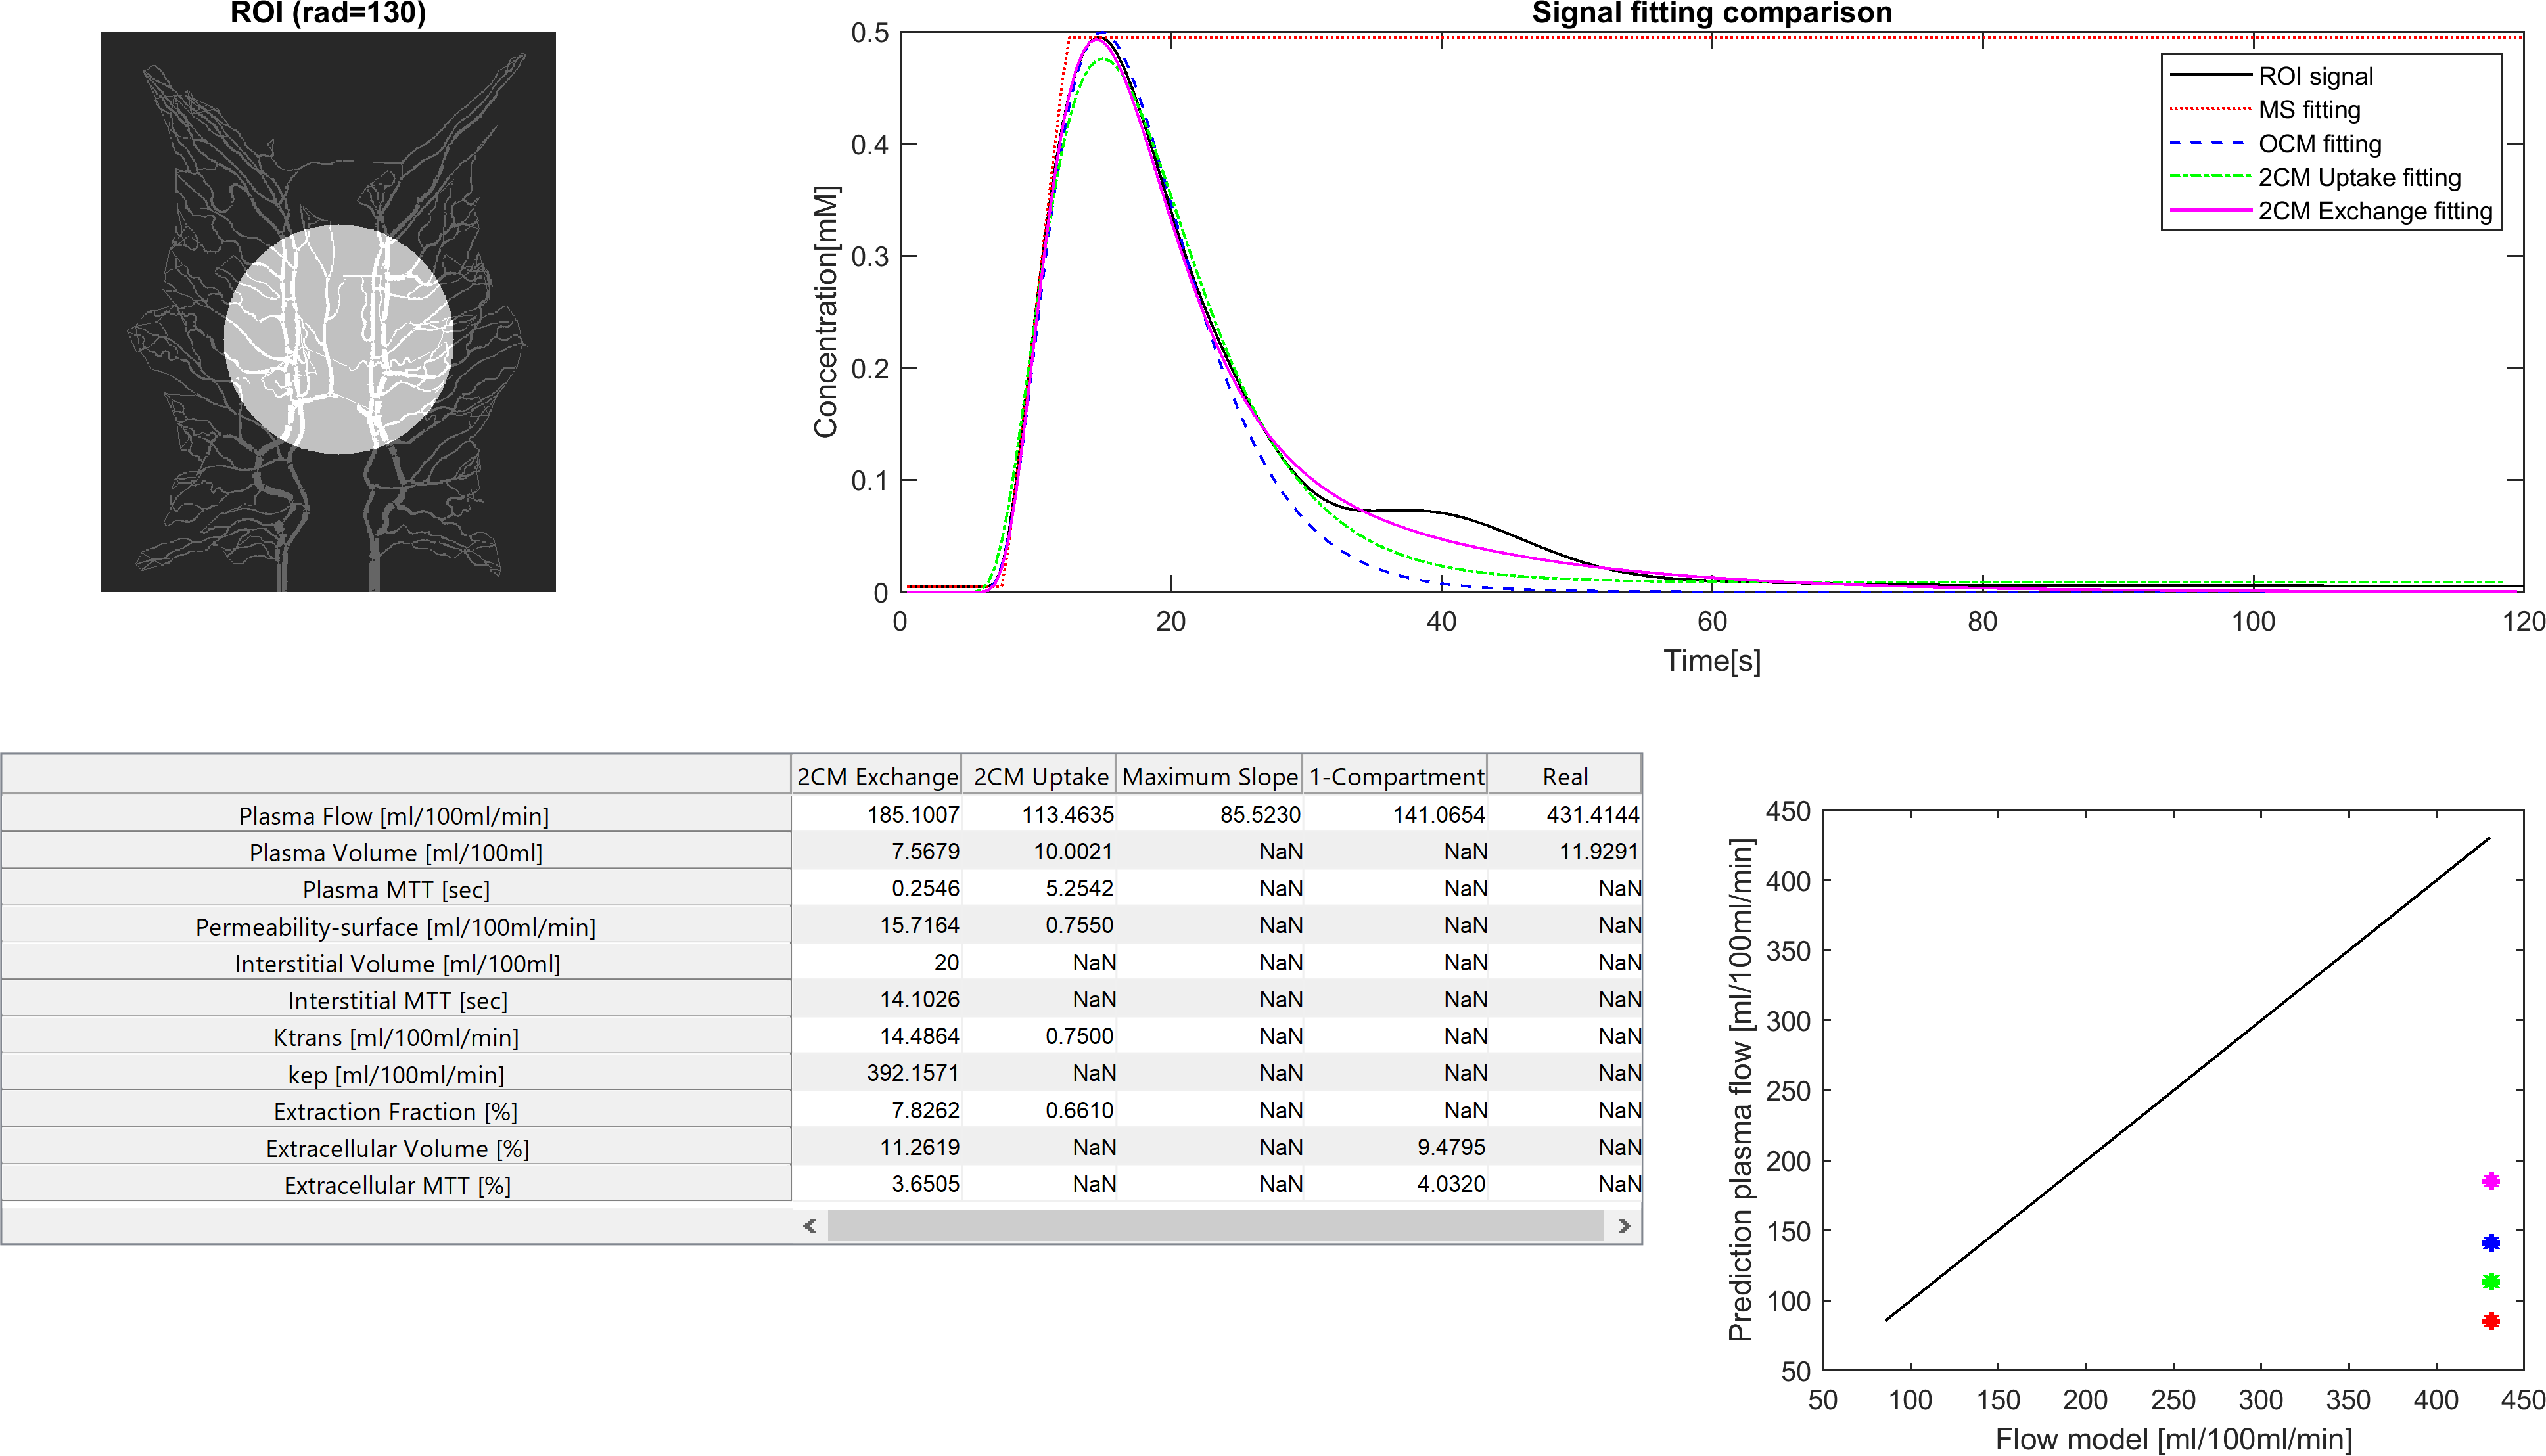 ROI (rad=130)
Signal fitting comparison
0.5
0.4
0.3
0.2
0.1
0
Concentration[mM]
0 20 40 60 80 100 120
Time[s]
ROI signal
MS fitting
OCM fitting
2CM Uptake fitting
2CM Exchange fitting
2CM Exchange 2CM Uptake Maximum Slope 1-Compartment Real
Plasma Flow [ml/100ml/min] 185.1007 113.4635 85.5230 141.0654 431.4144
Plasma Volume [ml/100ml] 7.5679 10.0021 NaN NaN 11.9291
Plasma MTT [sec] 0.2546 5.2542 NaN NaN NaN
Permeability-surface [ml/100ml/min] 15.7164 0.7550 NaN NaN NaN
Interstitial Volume [ml/100ml] 20 NaN NaN NaN NaN
Interstitial MTT [sec] 14.1026 NaN NaN NaN NaN
Ktrans [ml/100ml/min] 14.4864 0.7500 NaN NaN NaN
kep [ml/100ml/min] 392.1571 NaN NaN NaN NaN
Extraction Fraction [%] 7.8262 0.6610 NaN NaN NaN
Extracellular Volume [%] 11.2619 NaN NaN 9.4795 NaN
Extracellular MTT [%] 3.6505 NaN NaN 4.0320 NaN
450
400
350
300
250
200
150
100
50
Prediction plasma flow [ml/100ml/min]
50 100 150 200 250 300 350 400 450
Flow model [ml/100ml/min]